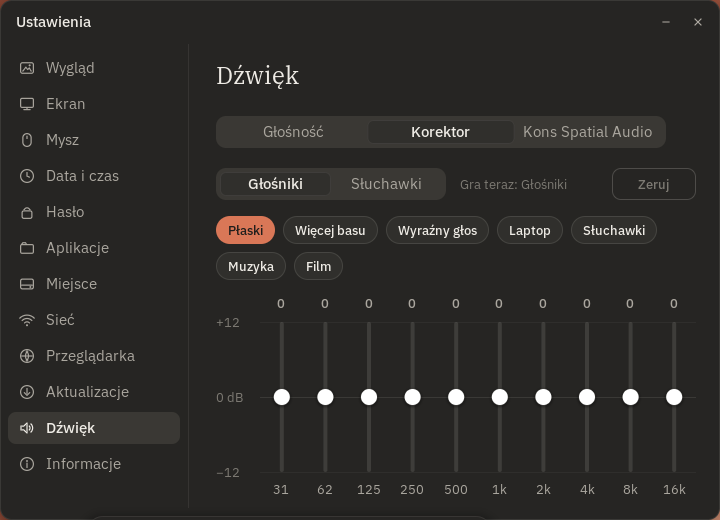 Ustawienia
Wygląd
Ekran
Mysz
Data i czas
Hasło
Aplikacje
Miejsce
Sieć
Przeglądarka
Aktualizacje
Dźwięk
Informacje
Dźwięk
Głośność Korektor Kons Spatial Audio
Głośniki Słuchawki Gra teraz: Głośniki Zeruj
Płaski Więcej basu Wyraźny głos Laptop Słuchawki
Muzyka Film
0 0 0 0 0 0 0 0 0 0
+12
0 dB
−12
31 62 125 250 500 1k 2k 4k 8k 16k